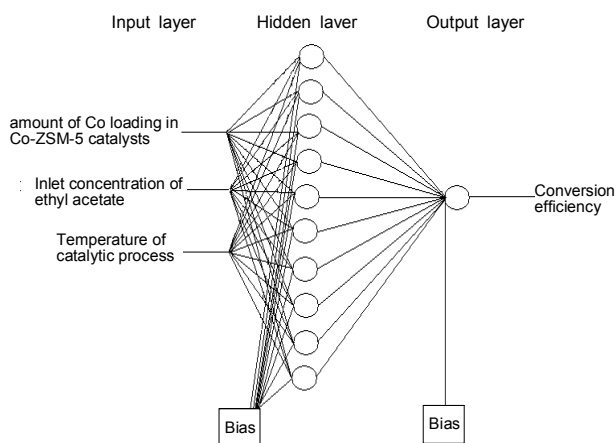 Input layer
Hidden laver
Output layer
amount of Co loading in
Co-ZSM-5 catalysts
Inlet concentration of
ethyl acetate
Temperature of
catalytic process
Conversion
efficiency
Bias
Bias